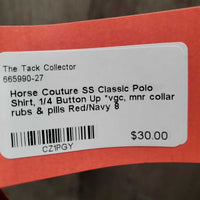 The Tack Collector
665990-27
Horse Couture SS Classic Polo
Shirt, 1/4 Button Up *vgc, mnr collar
rubs & pills Red/Navy 8
$30.00
CZ1PGY